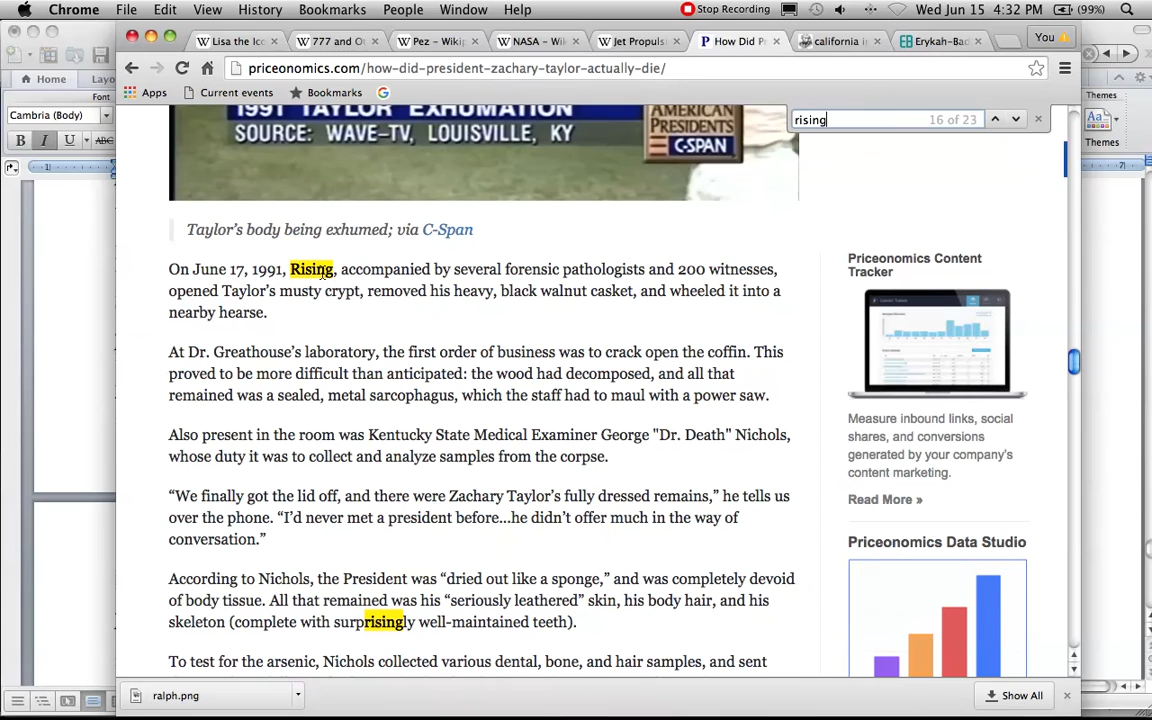 Chrome File Edit View History Bookmarks People Window Help Stop Recording (99%) Wed Jun 15 4:32 PM
Lisa the Ic 777 and O Pez – Wiki NASA – Wi Jet Propuls How Did P california i Erykah-Bad You
priceonomics.com/how-did-president-zachary-taylor-actually-die/
Apps Current events Bookmarks
rising 16 of 23
Home Layo
Font
Cambria (Body)
B I U ABC
Themes
Aa
Themes
1
7
1991 TAYLOR EXHUMATION
SOURCE: WAVE-TV, LOUISVILLE, KY
AMERICAN
PRESIDENTS
C-SPAN
Taylor's body being exhumed; via C-Span
On June 17, 1991, Rising, accompanied by several forensic pathologists and 200 witnesses,
opened Taylor's musty crypt, removed his heavy, black walnut casket, and wheeled it into a
nearby hearse.
At Dr. Greathouse's laboratory, the first order of business was to crack open the coffin. This
proved to be more difficult than anticipated: the wood had decomposed, and all that
remained was a sealed, metal sarcophagus, which the staff had to maul with a power saw.
Also present in the room was Kentucky State Medical Examiner George "Dr. Death" Nichols,
whose duty it was to collect and analyze samples from the corpse.
“We finally got the lid off, and there were Zachary Taylor's fully dressed remains,” he tells us
over the phone. “I'd never met a president before...he didn't offer much in the way of
conversation.”
According to Nichols, the President was “dried out like a sponge,” and was completely devoid
of body tissue. All that remained was his “seriously leathered” skin, his body hair, and his
skeleton (complete with surprisingly well-maintained teeth).
To test for the arsenic, Nichols collected various dental, bone, and hair samples, and sent
Priceonomics Content
Tracker
Measure inbound links, social
shares, and conversions
generated by your company's
content marketing.
Read More »
Priceonomics Data Studio
ralph.png
Show All